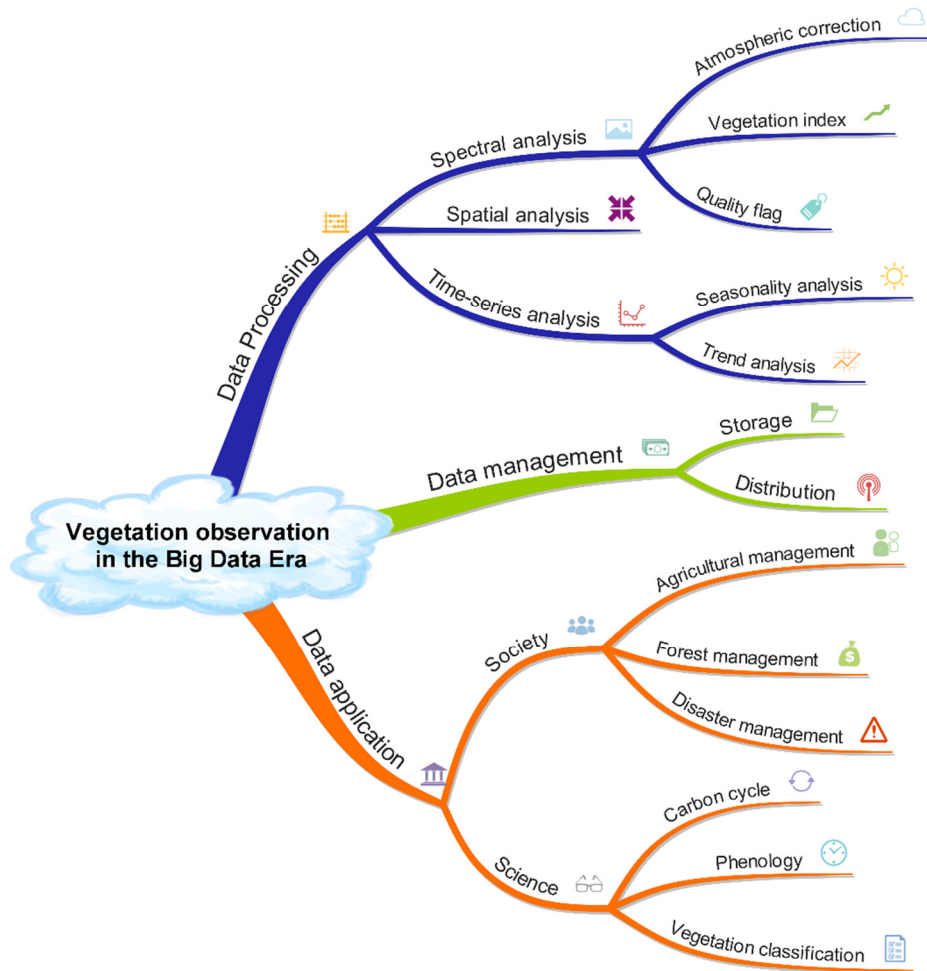 Atmospheric correction
Vegetation index
Spectral analysis
Quality flag
Spatial analysis
Data Processing
Time-series analysis
Seasonality analysis
Trend analysis
Storage
Data management
Distribution
Vegetation observation
in the Big Data Era
Agricultural management
Society
Forest management
Data application
Disaster management
Carbon cycle
Science
Phenology
Vegetation classification